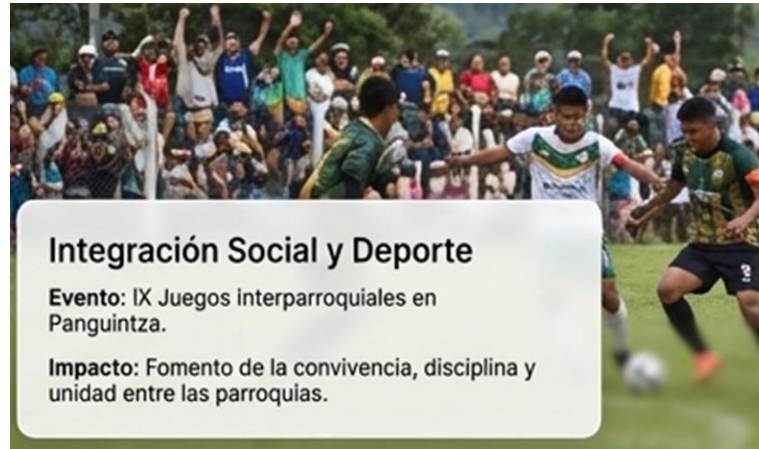 Integración Social y Deporte
Evento: IX Juegos interparroquiales en
Panguintza.
Impacto: Fomento de la convivencia, disciplina y
unidad entre las parroquias.